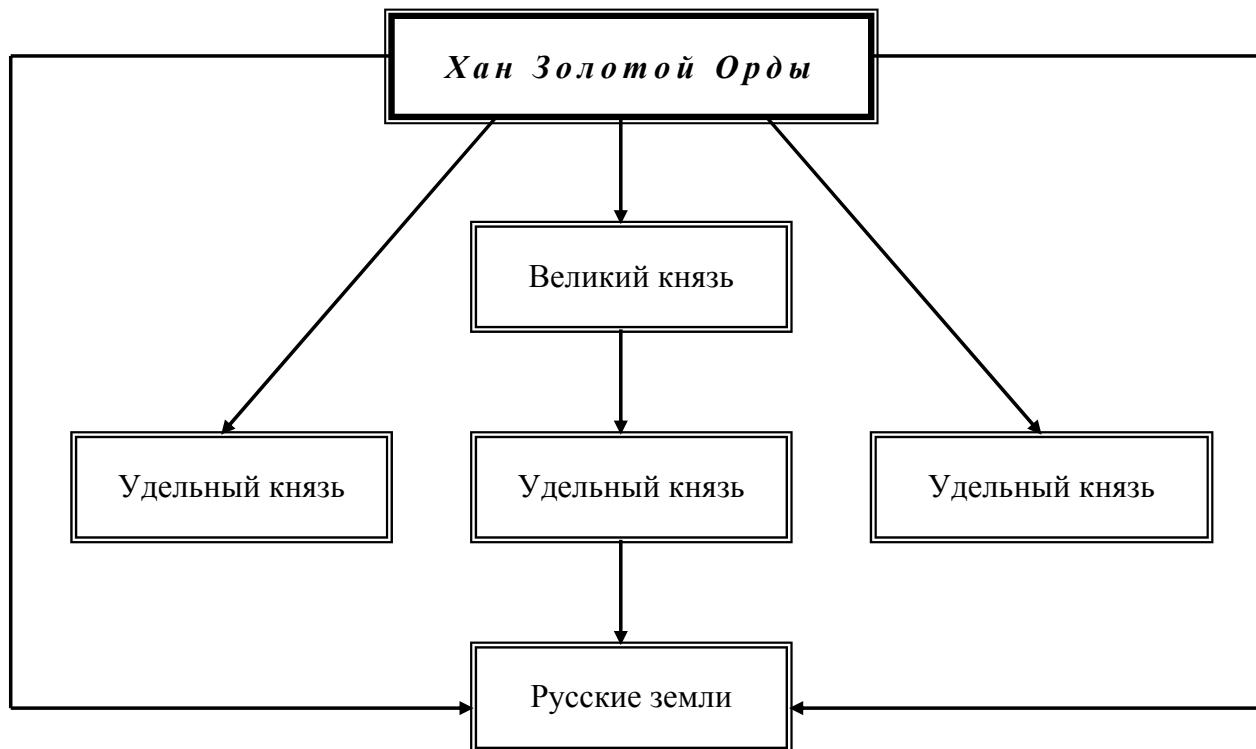 Хан Золотой Орды
Великий князь
Удельный князь
Удельный князь
Удельный князь
Русские земли